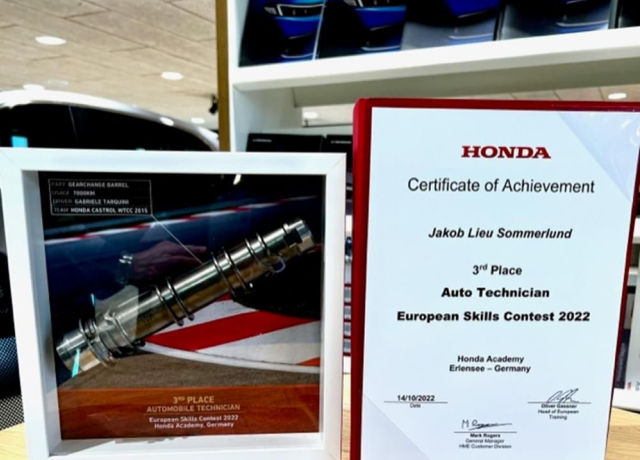 PART: GEARCHANGE BARREL
USAGE: 7000KM
DRIVER: GABRIELE TARQUINI
TEAM: HONDA CASTROL WTCC 2015
3RD PLACE
AUTOMOBILE TECHNICIAN
European Skills Contest 2022
Honda Academy, Germany
HONDA
Certificate of Achievement
Jakob Lieu Sommerlund
3rd Place
Auto Technician
European Skills Contest 2022
Honda Academy
Erlensee – Germany
14/10/2022
Date
Oliver Gassner
Head of European
Training
Mark Rogers
General Manager
HME Customer Division